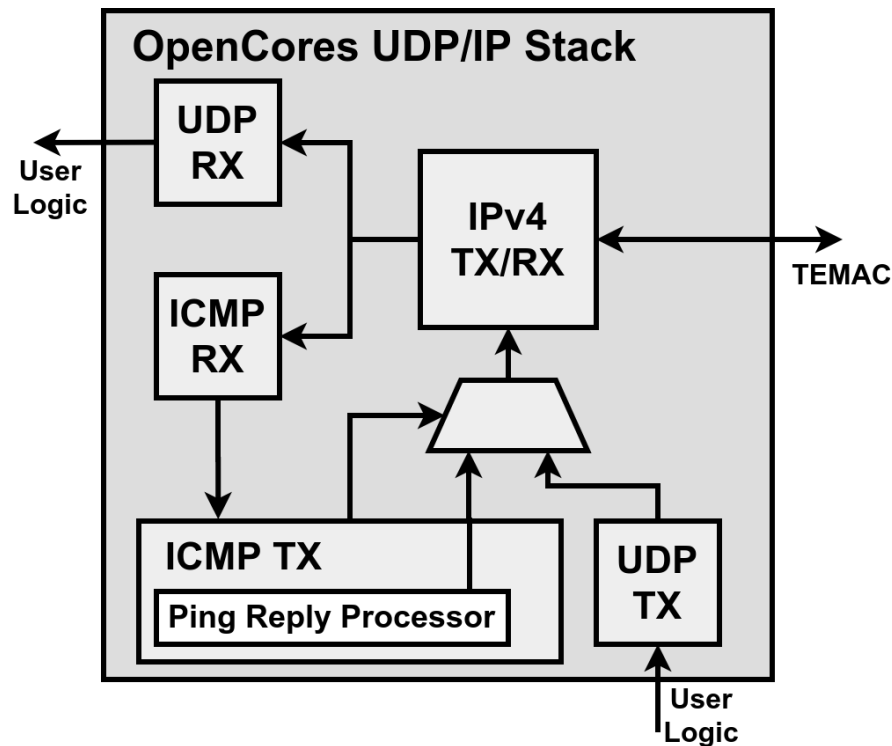 OpenCores UDP/IP Stack
UDP
RX
User
Logic
IPv4
TX/RX
TEMAC
ICMP
RX
ICMP TX
Ping Reply Processor
UDP
TX
User
Logic